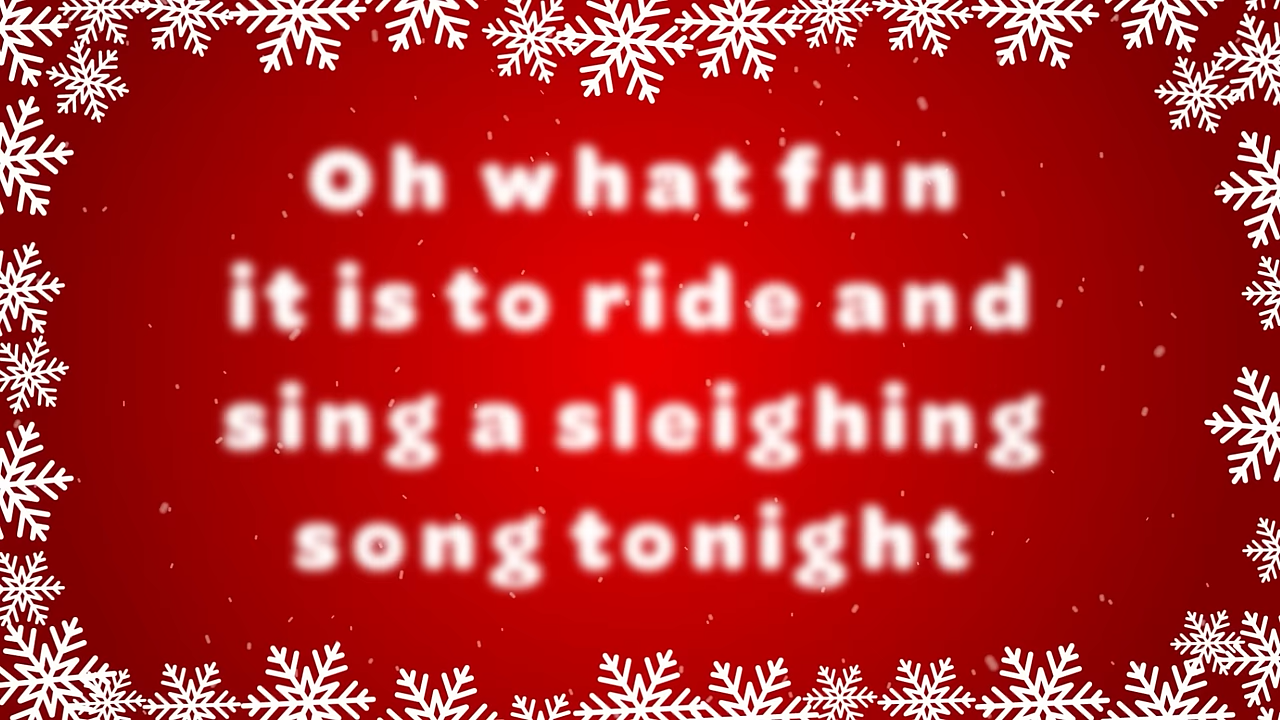 Oh what fun
it is to ride and
sing a sleighing
song tonight